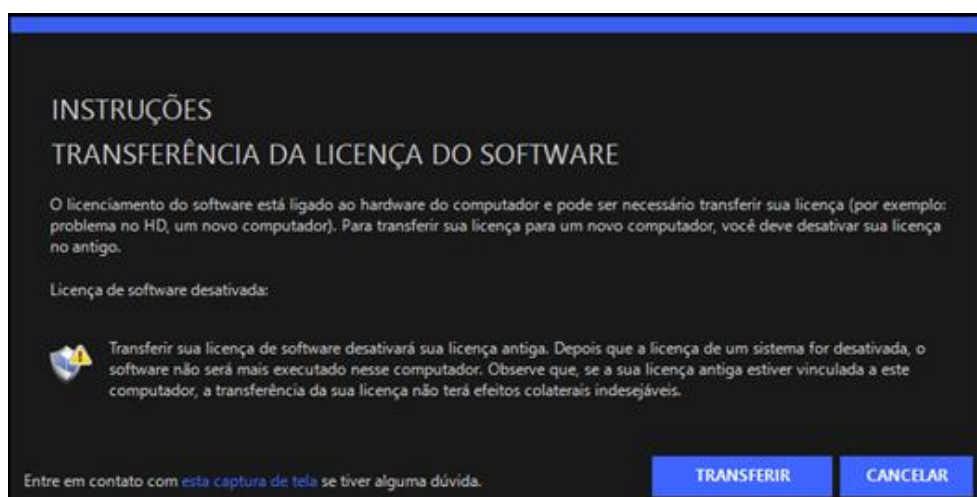 INSTRUÇÕES
TRANSFERÊNCIA DA LICENÇA DO SOFTWARE
O licenciamento do software está ligado ao hardware do computador e pode ser necessário transferir sua licença (por exemplo:
problema no HD, um novo computador). Para transferir sua licença para um novo computador, você deve desativar sua licença
no antigo.
Licença de software desativada:
Transferir sua licença de software desativará sua licença antiga. Depois que a licença de um sistema for desativada, o
software não será mais executado nesse computador. Observe que, se a sua licença antiga estiver vinculada a este
computador, a transferência da sua licença não terá efeitos colaterais indesejáveis.
Entre em contato com esta captura de tela se tiver alguma dúvida.
TRANSFERIR
CANCELAR